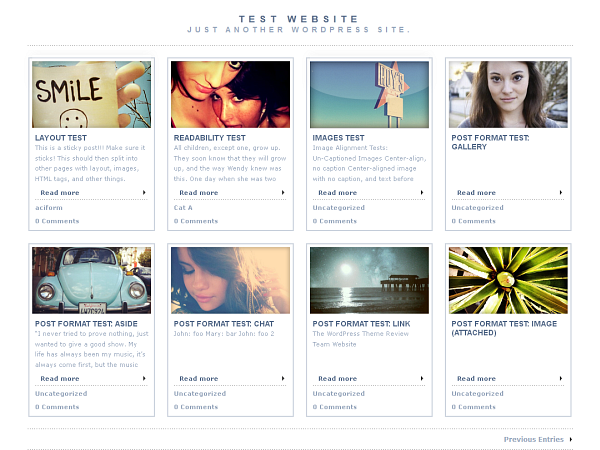 TEST WEBSITE
JUST ANOTHER WORDPRESS SITE.
SMiLE
LAYOUT TEST
This is a sticky post!!! Make sure it
sticks! This should then split into
other pages with layout, images,
HTML tags, and other things.
Read more
aciform
0 Comments
READABILITY TEST
All children, except one, grow up.
They soon know that they will grow
up, and the way Wendy knew was
this. One day when she was two
Read more
Cat A
0 Comments
IMAGES TEST
Image Alignment Tests:
Un-Captioned Images Center-align,
no caption Center-aligned image
with no caption, and text before
Read more
Uncategorized
0 Comments
POST FORMAT TEST:
GALLERY
Read more
Uncategorized
0 Comments
POST FORMAT TEST: ASIDE
"I never tried to prove nothing, just
wanted to give a good show. My
life has always been my music, it's
always come first, but the music
Read more
Uncategorized
0 Comments
POST FORMAT TEST: CHAT
John: foo Mary: bar John: foo 2
Read more
Uncategorized
0 Comments
POST FORMAT TEST: LINK
The WordPress Theme Review
Team Website
Read more
Uncategorized
0 Comments
POST FORMAT TEST: IMAGE
(ATTACHED)
Read more
Uncategorized
0 Comments
Previous Entries